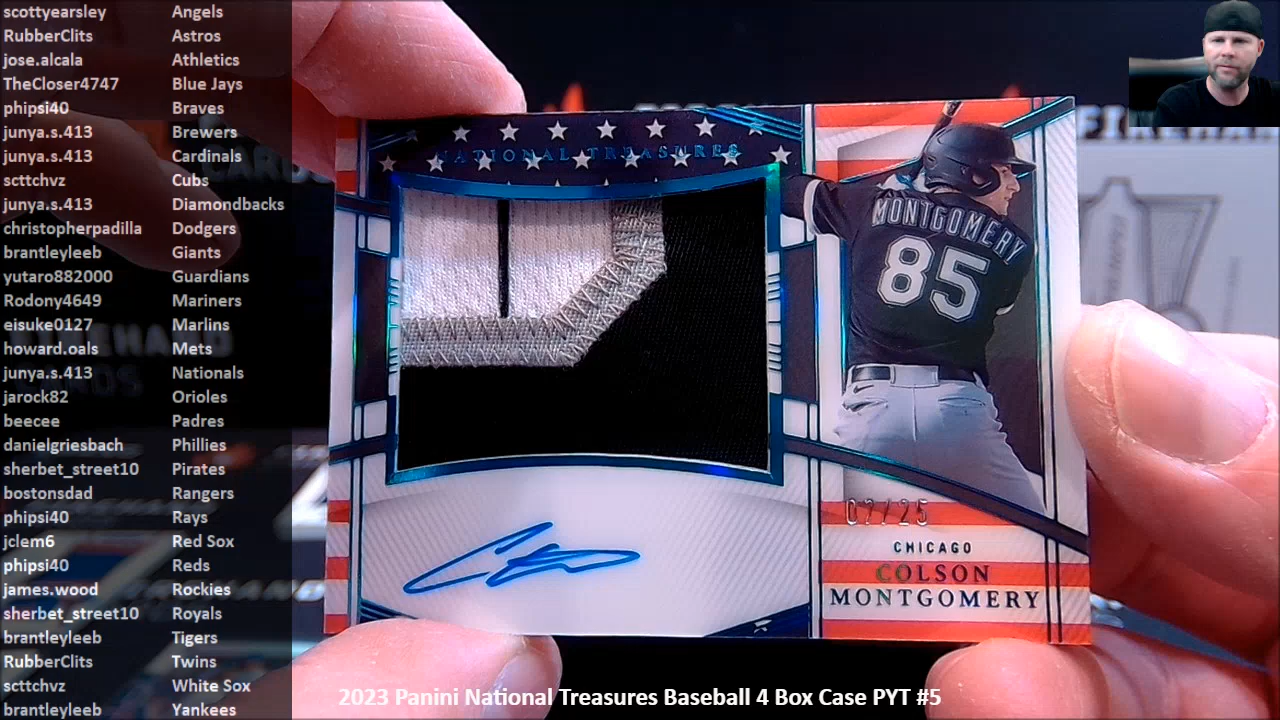 scottyearsley Angels
RubberClits Astros
jose.alcala Athletics
TheCloser4747 Blue Jays
phipsi40 Braves
junya.s.413 Brewers
junya.s.413 Cardinals
scttchvz Cubs
junya.s.413 Diamondbacks
christopherpadilla Dodgers
brantleyleeb Giants
yutaro882000 Guardians
Rodony4649 Mariners
eisuke0127 Marlins
howard.oals Mets
junya.s.413 Nationals
jarock82 Orioles
beecee Padres
danielgriesbach Phillies
sherbet_street10 Pirates
bostonsdad Rangers
phipsi40 Rays
jclem6 Red Sox
phipsi40 Reds
james.wood Rockies
sherbet_street10 Royals
brantleyleeb Tigers
RubberClits Twins
scttchvz White Sox
brantleyleeb Yankees
NATIONAL TREASURES
MONTGOMERY
85
02/25
CHICAGO
COLSON
MONTGOMERY
2023 Panini National Treasures Baseball 4 Box Case PYT #5